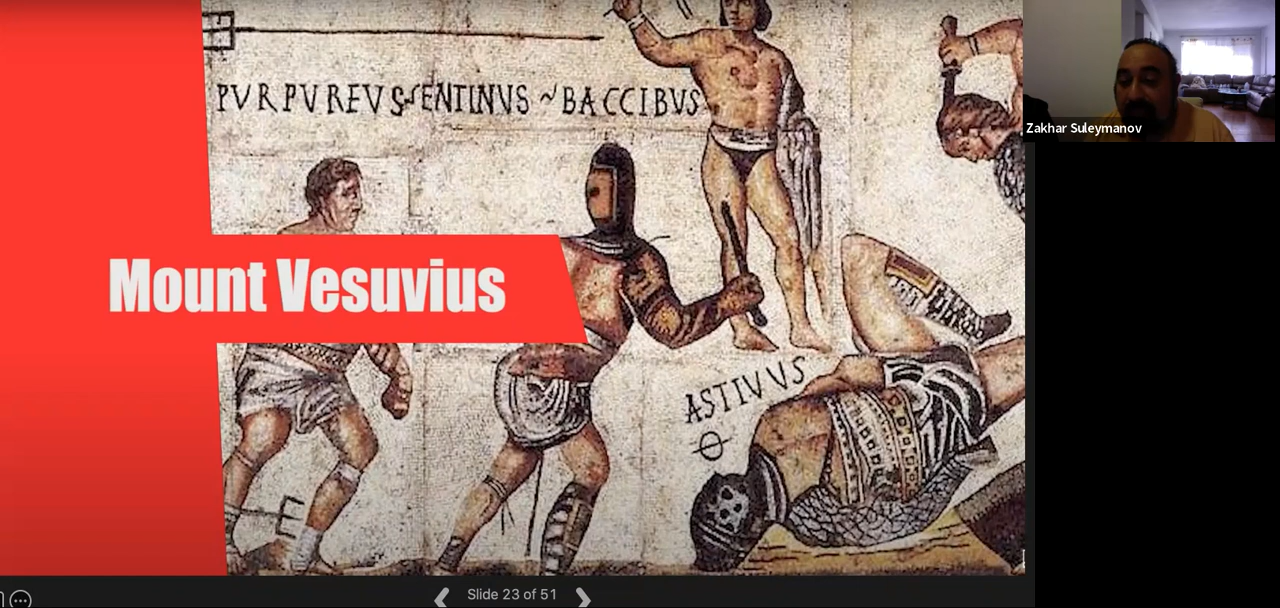 PVRPVREVS ENTINVS BACCIBVS
Zakhar Suleymanov
Mount Vesuvius
ASTIVVS
Slide 23 of 51